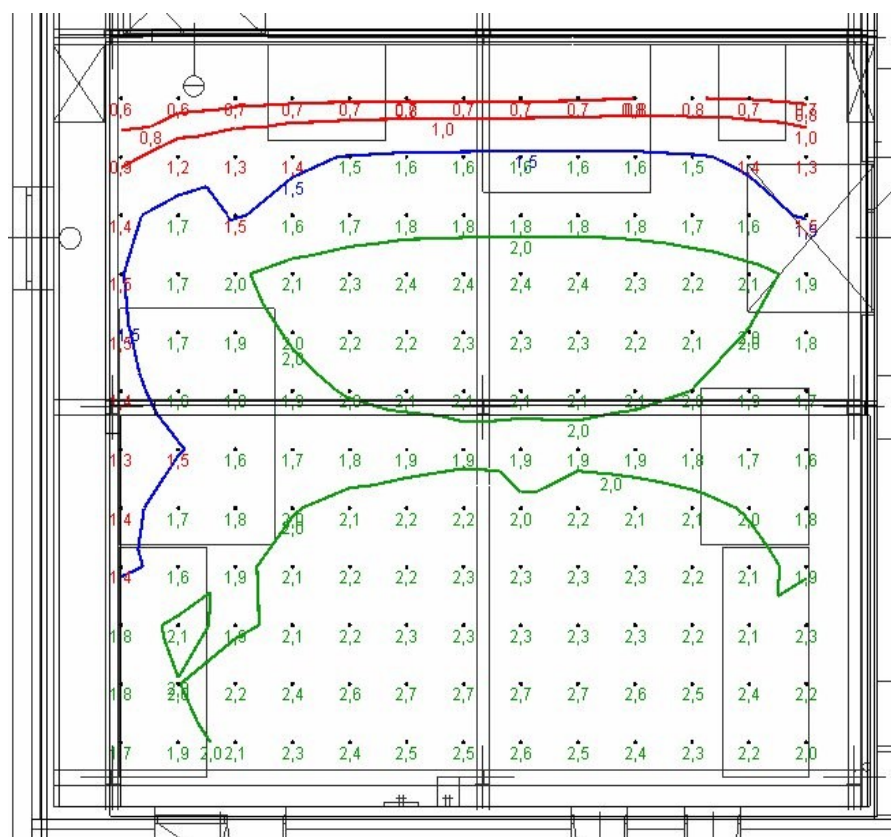 0,6 0,6 0,7 0,7 0,7 0,8 0,7 0,7 0,7 0,8 0,8 0,7 0,7
0,8 1,0 0,8
1,0
0,9 1,2 1,3 1,4 1,5 1,6 1,6 1,5 1,6 1,6 1,5 1,4 1,3
1,5
1,4 1,7 1,5 1,6 1,7 1,8 1,8 1,8 1,8 1,8 1,7 1,6 1,5
2,0
1,5 1,7 2,0 2,1 2,3 2,4 2,4 2,4 2,4 2,3 2,2 2,1 1,9
1,5 2,0
1,5 1,7 1,9 2,0 2,2 2,2 2,3 2,3 2,3 2,2 2,2 1,8
2,0
1,4 1,9 2,1 2,1 2,1 2,1 1,9 1,7
2,0
1,3 1,5 1,6 1,7 1,8 1,9 1,9 1,9 1,9 1,9 1,8 1,7 1,6
2,0
1,4 1,7 1,8 2,0 2,1 2,2 2,2 2,0 2,2 2,1 2,1 2,0 1,8
2,0
1,4 1,6 1,9 2,1 2,2 2,2 2,3 2,3 2,3 2,3 2,2 2,1 1,9
1,8 2,1 1,9 2,1 2,2 2,3 2,3 2,3 2,3 2,3 2,2 2,1 2,3
2,0
1,8 2,2 2,4 2,6 2,7 2,7 2,7 2,7 2,6 2,5 2,4 2,2
1,7 1,9 2,0 2,1 2,3 2,4 2,5 2,5 2,6 2,5 2,4 2,3 2,2 2,0